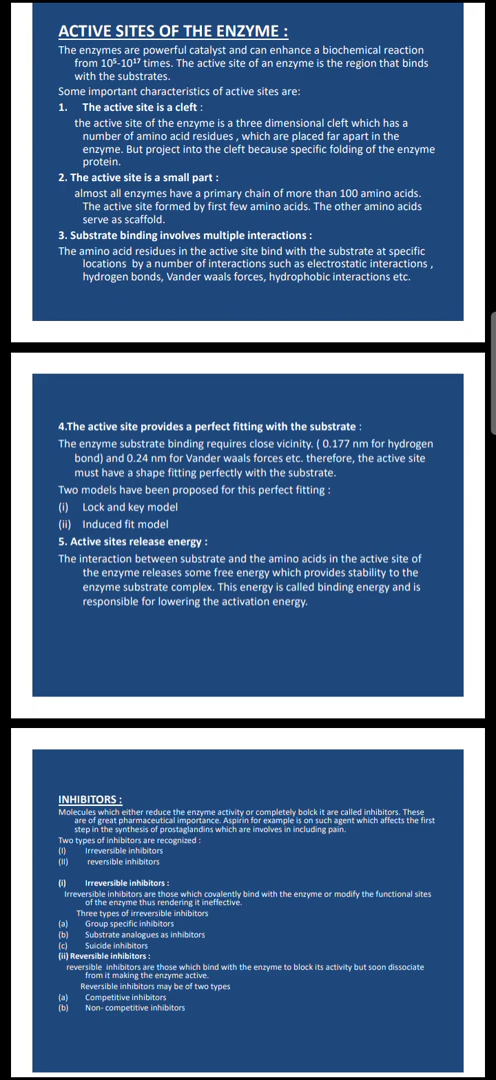 ACTIVE SITES OF THE ENZYME :
The enzymes are powerful catalyst and can enhance a biochemical reaction
from 10⁵-10¹⁷ times. The active site of an enzyme is the region that binds
with the substrates.
Some important characteristics of active sites are:
1. The active site is a cleft :
the active site of the enzyme is a three dimensional cleft which has a
number of amino acid residues , which are placed far apart in the
enzyme. But project into the cleft because specific folding of the enzyme
protein.
2. The active site is a small part :
almost all enzymes have a primary chain of more than 100 amino acids.
The active site formed by first few amino acids. The other amino acids
serve as scaffold.
3. Substrate binding involves multiple interactions :
The amino acid residues in the active site bind with the substrate at specific
locations by a number of interactions such as electrostatic interactions ,
hydrogen bonds, Vander waals forces, hydrophobic interactions etc.
4.The active site provides a perfect fitting with the substrate :
The enzyme substrate binding requires close vicinity. ( 0.177 nm for hydrogen
bond) and 0.24 nm for Vander waals forces etc. therefore, the active site
must have a shape fitting perfectly with the substrate.
Two models have been proposed for this perfect fitting :
(i) Lock and key model
(ii) Induced fit model
5. Active sites release energy :
The interaction between substrate and the amino acids in the active site of
the enzyme releases some free energy which provides stability to the
enzyme substrate complex. This energy is called binding energy and is
responsible for lowering the activation energy.
INHIBITORS :
Molecules which either reduce the enzyme activity or completely bolck it are called inhibitors. These
are of great pharmaceutical importance. Aspirin for example is on such agent which affects the first
step in the synthesis of prostaglandins which are involves in including pain.
Two types of inhibitors are recognized :
(I) Irreversible inhibitors
(II) reversible inhibitors
(i) Irreversible inhibitors :
Irreversible inhibitors are those which covalently bind with the enzyme or modify the functional sites
of the enzyme thus rendering it ineffective.
Three types of irreversible inhibitors
(a) Group specific inhibitors
(b) Substrate analogues as inhibitors
(c) Suicide inhibitors
(ii) Reversible inhibitors :
reversible inhibitors are those which bind with the enzyme to block its activity but soon dissociate
from it making the enzyme active.
Reversible inhibitors may be of two types
(a) Competitive inhibitors
(b) Non- competitive inhibitors